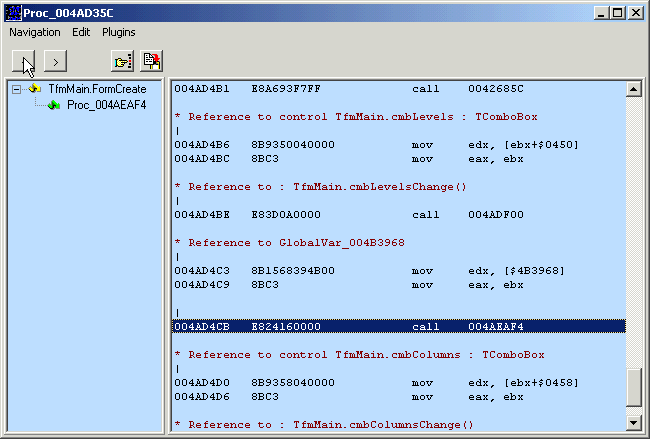 Proc_004AD35C
Navigation Edit Plugins
>
TfmMain.FormCreate
Proc_004AEAF4
004AD4B1 E8A693F7FF call 0042685C
* Reference to control TfmMain.cmbLevels : TComboBox
|
004AD4B6 8B9350040000 mov edx, [ebx+$0450]
004AD4BC 8BC3 mov eax, ebx
* Reference to : TfmMain.cmbLevelsChange()
|
004AD4BE E83D0A0000 call 004ADF00
* Reference to GlobalVar_004B3968
|
004AD4C3 8B1568394B00 mov edx, [$4B3968]
004AD4C9 8BC3 mov eax, ebx
|
004AD4CB E824160000 call 004AEAF4
* Reference to control TfmMain.cmbColumns : TComboBox
|
004AD4D0 8B9358040000 mov edx, [ebx+$0458]
004AD4D6 8BC3 mov eax, ebx
* Reference to : TfmMain.cmbColumnsChange()